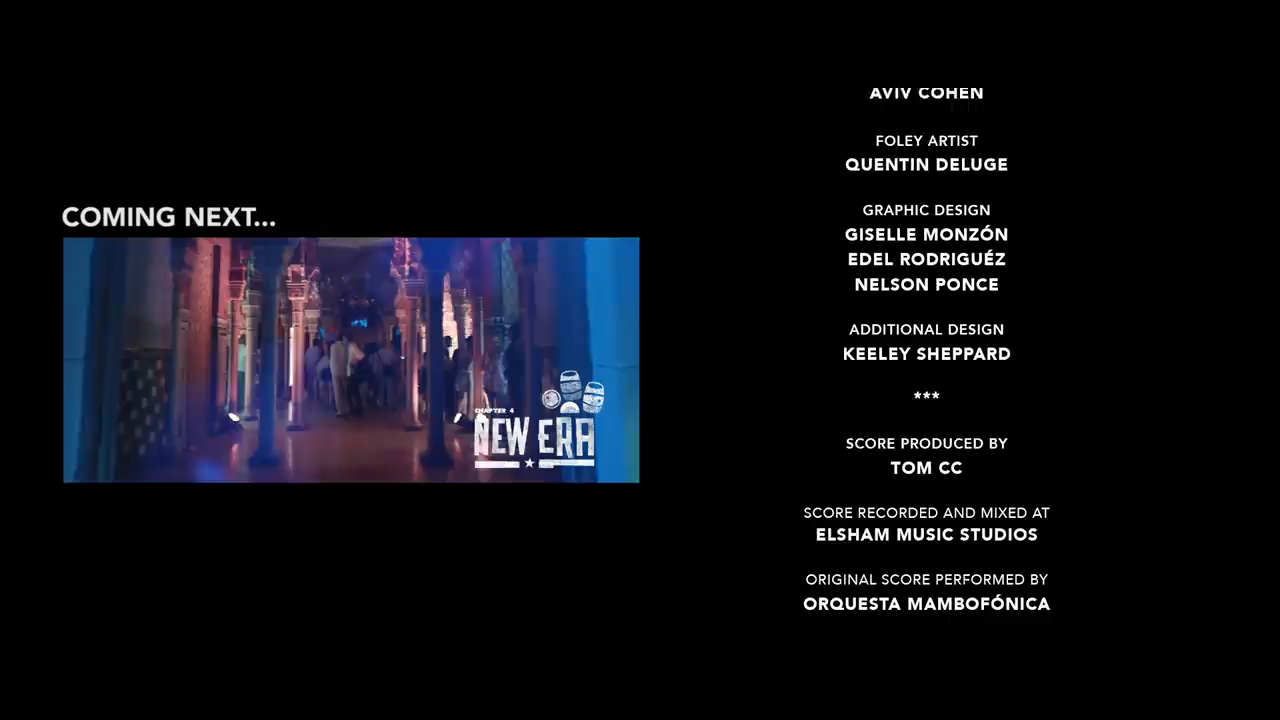 COMING NEXT...
CHAPTER 4
NEW ERA
AVIV COHEN
FOLEY ARTIST
QUENTIN DELUGE
GRAPHIC DESIGN
GISELLE MONZÓN
EDEL RODRIGUÉZ
NELSON PONCE
ADDITIONAL DESIGN
KEELEY SHEPPARD
***
SCORE PRODUCED BY
TOM CC
SCORE RECORDED AND MIXED AT
ELSHAM MUSIC STUDIOS
ORIGINAL SCORE PERFORMED BY
ORQUESTA MAMBOFÓNICA